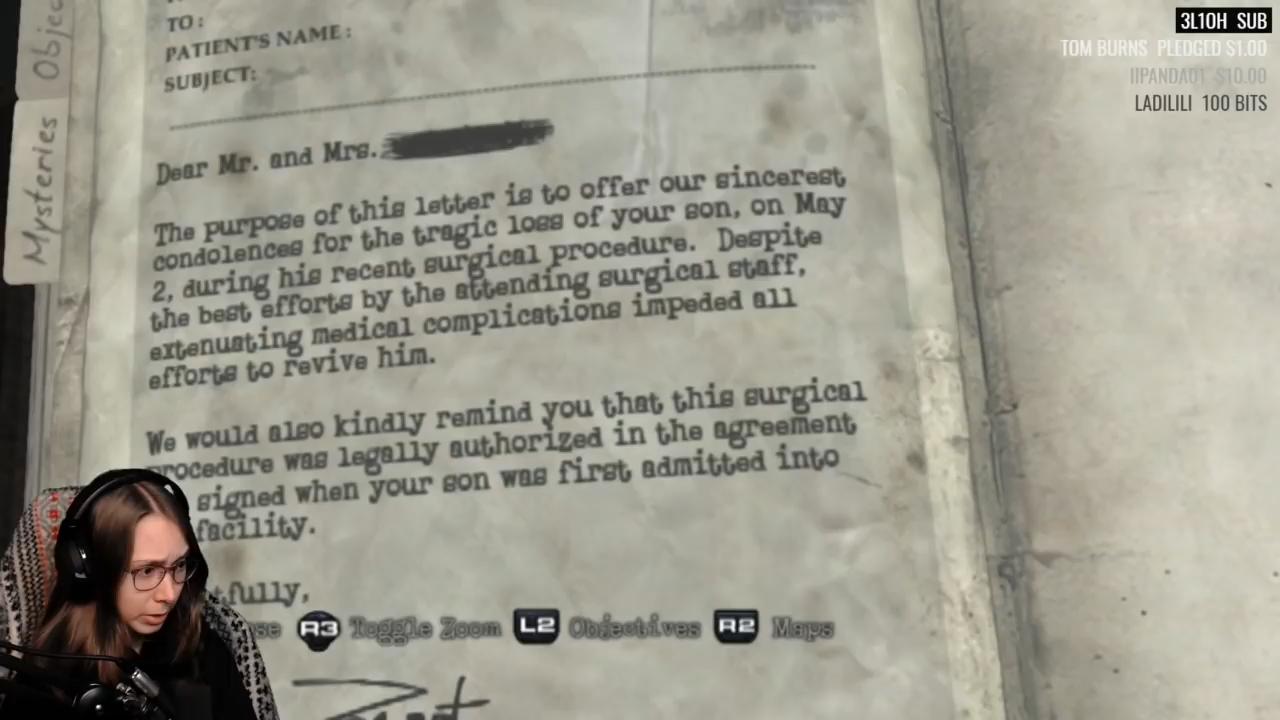 3L10H SUB
TOM BURNS PLEDGED $1.00
IIPANDA01 $10.00
LADILILI 100 BITS
Objec
Mysteries
TO:
PATIENT'S NAME:
SUBJECT:
Dear Mr. and Mrs.
The purpose of this letter is to offer our sincerest
condolences for the tragic loss of your son, on May
2, during his recent surgical procedure. Despite
the best efforts by the attending surgical staff,
extenuating medical complications impeded all
efforts to revive him.
We would also kindly remind you that this surgical
procedure was legally authorized in the agreement
signed when your son was first admitted into
facility.
tfully,
R3 Toggle Zoom L2 Objectives R2 Maps